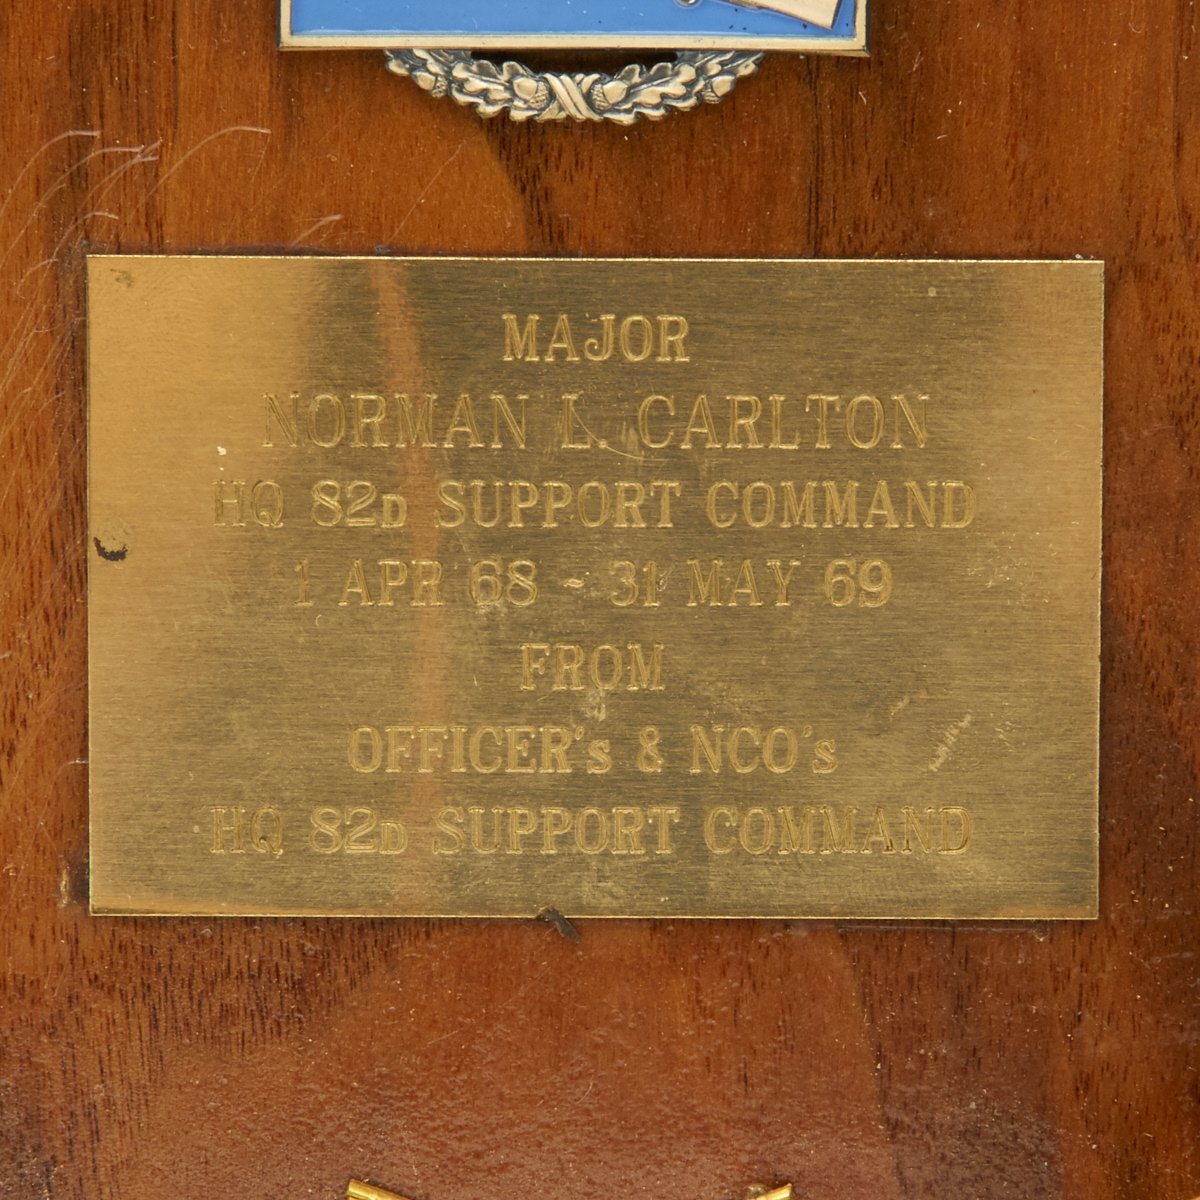 MAJOR
NORMAN L. CARLTON
HQ 82D SUPPORT COMMAND
1 APR 68 - 31 MAY 69
FROM
OFFICER's & NCO's
HQ 82D SUPPORT COMMAND